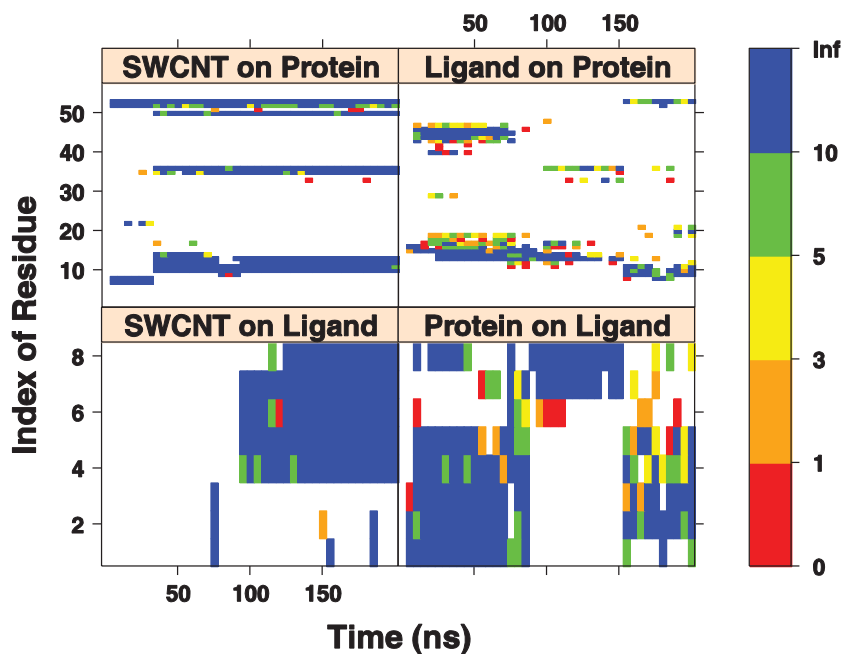 50 100 150
SWCNT on Protein Ligand on Protein
50
40
30
20
10
SWCNT on Ligand Protein on Ligand
8
6
4
2
50 100 150
Index of Residue
Time (ns)
Inf
10
5
3
1
0